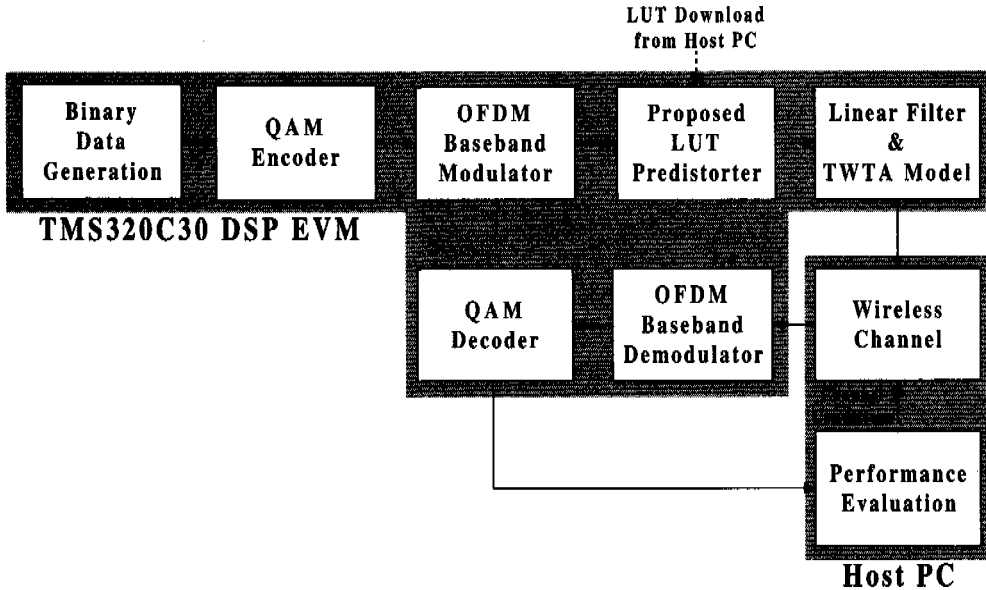 LUT Download
from Host PC
Binary
Data
Generation
QAM
Encoder
OFDM
Baseband
Modulator
Proposed
LUT
Predistorter
Linear Filter
&
TWTA Model
TMS320C30 DSP EVM
QAM
Decoder
OFDM
Baseband
Demodulator
Wireless
Channel
Performance
Evaluation
Host PC